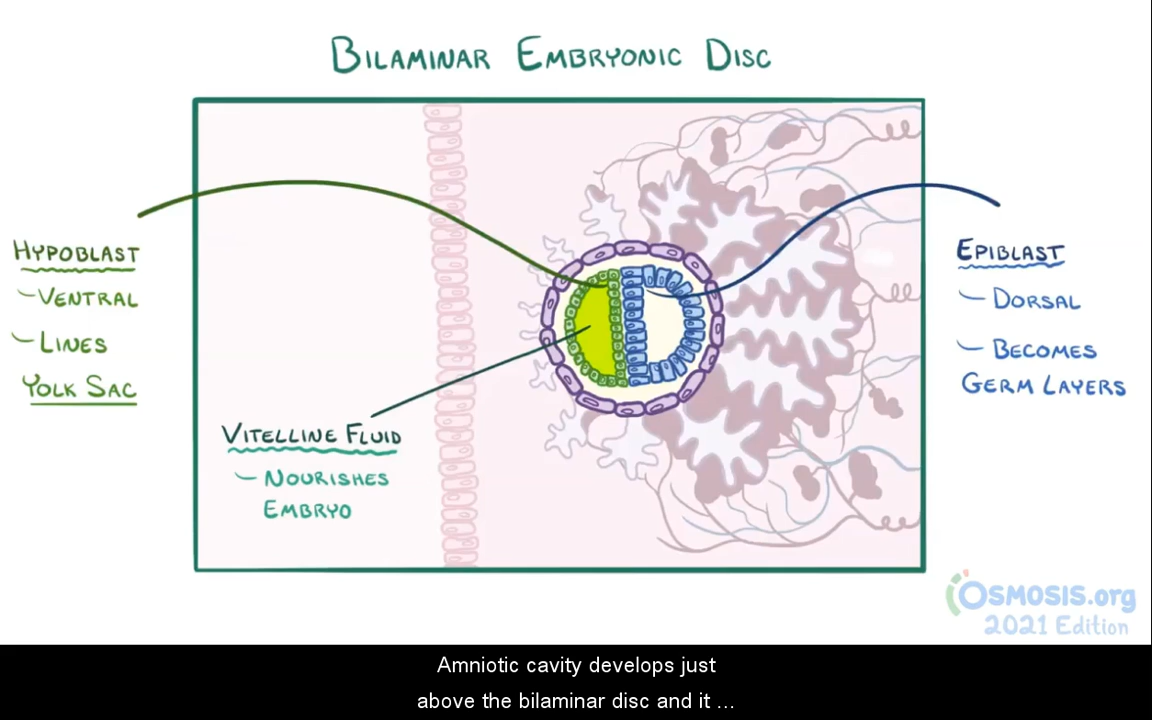 BILAMINAR EMBRYONIC DISC
HYPOBLAST
- VENTRAL
- LINES
YOLK SAC
VITELLINE FLUID
- NOURISHES
EMBRYO
EPIBLAST
- DORSAL
- BECOMES
GERM LAYERS
OSMOSIS.org
2021 Edition
Amniotic cavity develops just
above the bilaminar disc and it ...